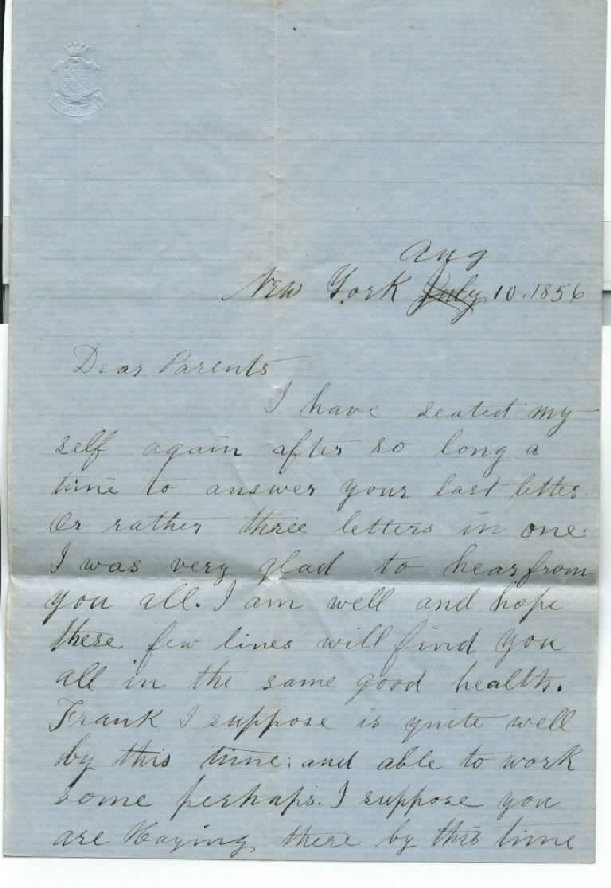 Aug
New York July 10. 1856
Dear Parents
I have seated my
self again after so long a
time to answer your last letter
Or rather three letters in one.
I was very glad to hear from
you all. I am well and hope
these few lines will find you
all in the same good health.
Frank I suppose is quite well
by this time; and able to work
some perhaps. I suppose you
are Haying there by this time